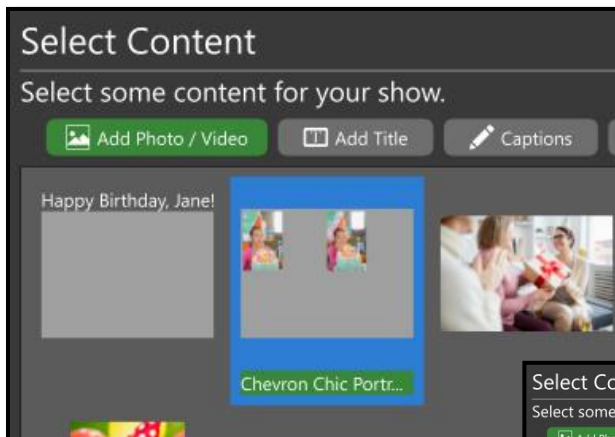 Select Content
Select some content for your show.
Add Photo / Video
Add Title
Captions
Happy Birthday, Jane!
Chevron Chic Portr...
Select Co
Select some